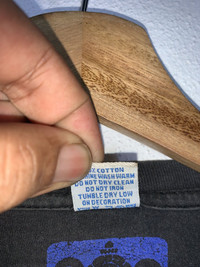 COTTON
WASH WARM
DO NOT DRY CLEAN
DO NOT IRON
TUMBLE DRY LOW
ON DECORATION